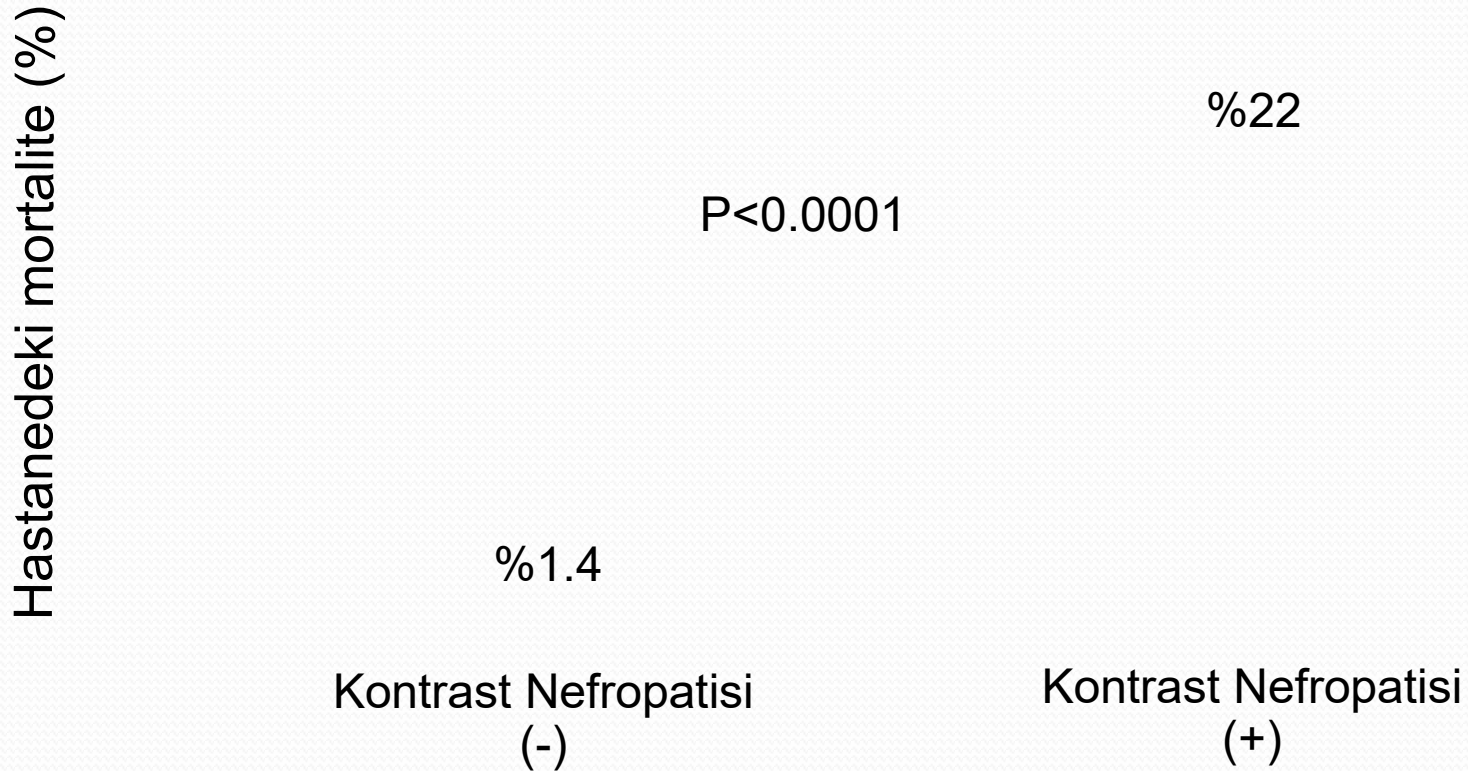 Hastanedeki mortalite (%)
%22
P<0.0001
%1.4
Kontrast Nefropatisi
(-)
Kontrast Nefropatisi
(+)